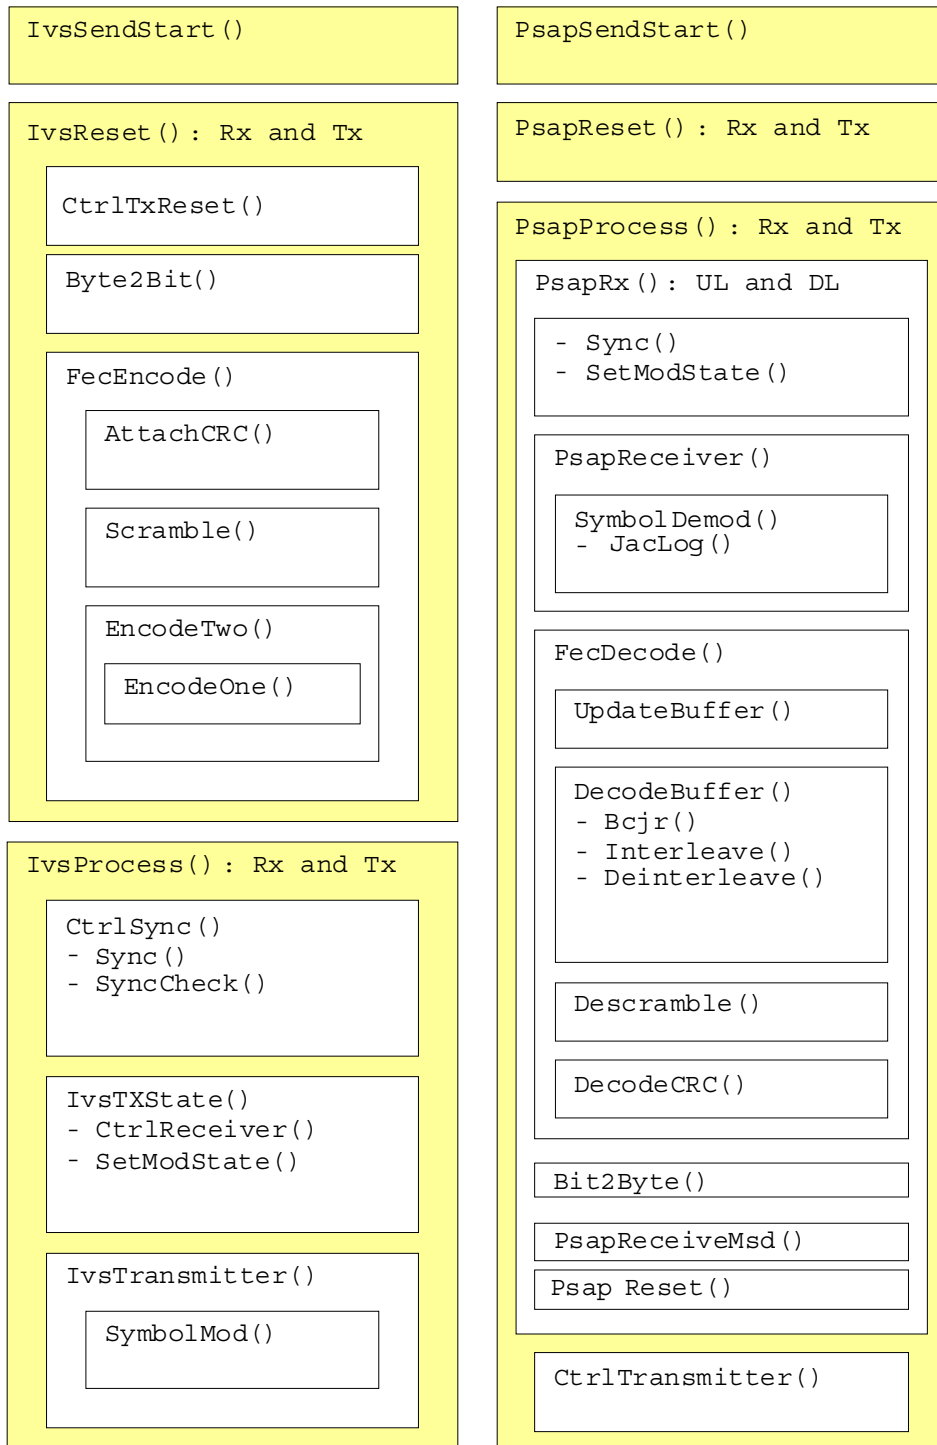 IvsSendStart()
IvsReset(): Rx and Tx
CtrlTxReset()
Byte2Bit()
FecEncode()
AttachCRC()
Scramble()
EncodeTwo()
EncodeOne()
IvsProcess(): Rx and Tx
CtrlSync()
- Sync()
- SyncCheck()
IvsTXState()
- CtrlReceiver()
- SetModState()
IvsTransmitter()
SymbolMod()
PsapSendStart()
PsapReset(): Rx and Tx
PsapProcess(): Rx and Tx
PsapRx(): UL and DL
- Sync()
- SetModState()
PsapReceiver()
SymbolDemod()
- JacLog()
FecDecode()
UpdateBuffer()
DecodeBuffer()
- Bcjr()
- Interleave()
- Deinterleave()
Descramble()
DecodeCRC()
Bit2Byte()
PsapReceiveMsd()
Psap Reset()
CtrlTransmitter()